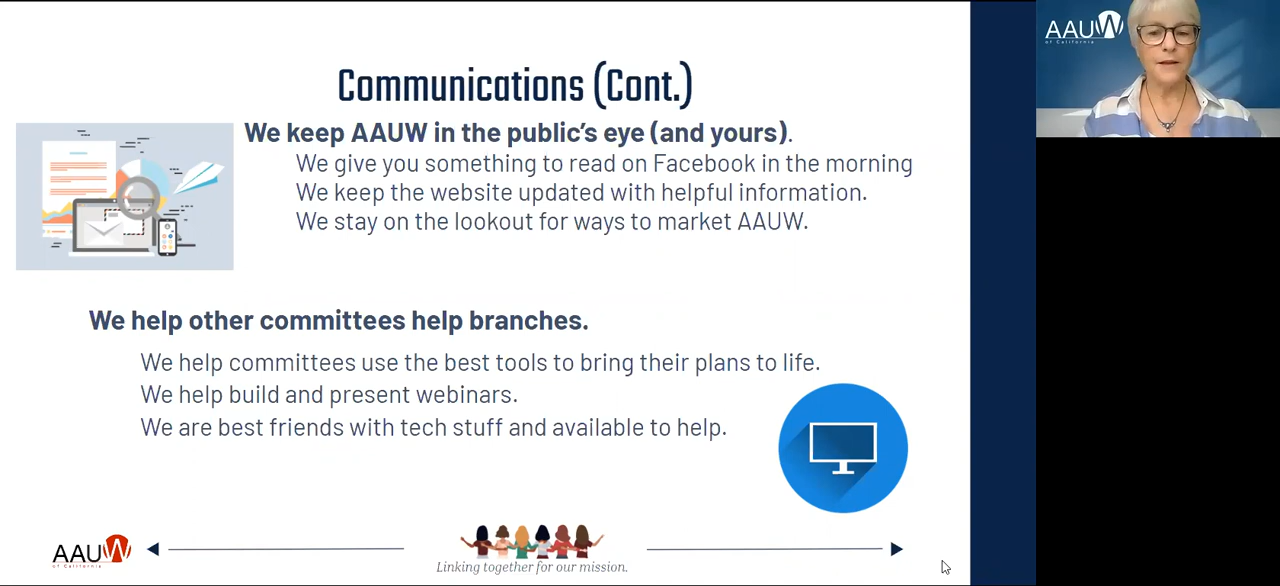 Communications (Cont.)
We keep AAUW in the public's eye (and yours).
We give you something to read on Facebook in the morning
We keep the website updated with helpful information.
We stay on the lookout for ways to market AAUW.
We help other committees help branches.
We help committees use the best tools to bring their plans to life.
We help build and present webinars.
We are best friends with tech stuff and available to help.
AAUW
of California
Linking together for our mission.
AAUW
of California